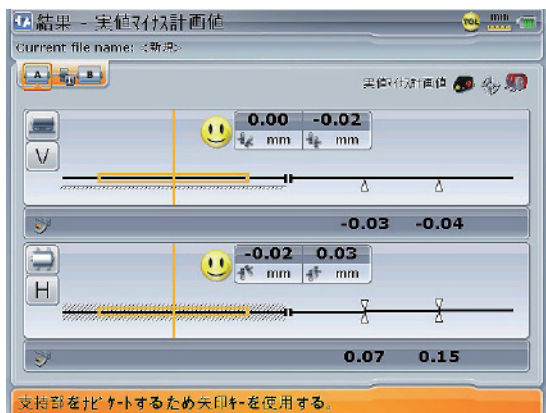 結果 - 実値ﾏｲﾅｽ計画値
TOL mm
Current file name: <新規>
A B
実値ﾏｲﾅｽ計画値
0.00 -0.02
mm mm
V
-0.03 -0.04
-0.02 0.03
mm mm
H
0.07 0.15
支持部をﾅﾋﾞｹﾞｰﾄするため矢印ｷｰを使用する。